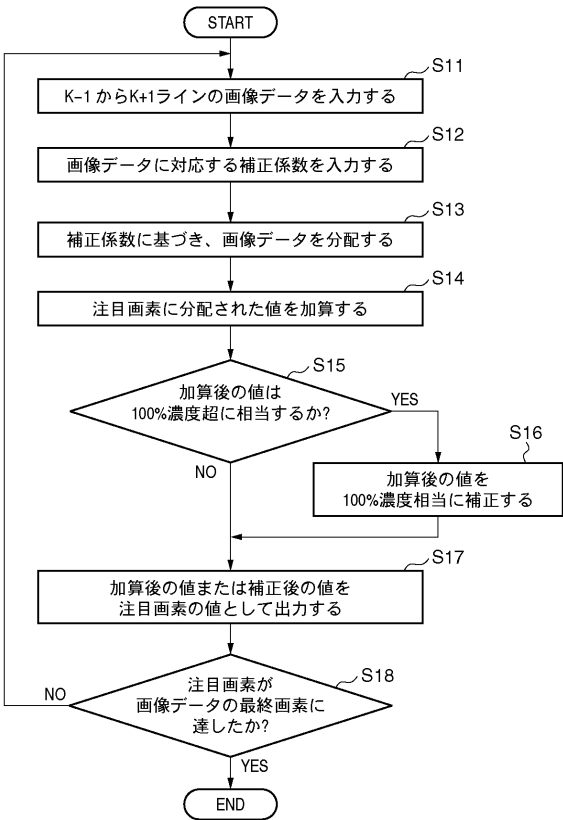 START
S11
K−1 からK+1ラインの画像データを入力する
S12
画像データに対応する補正係数を入力する
S13
補正係数に基づき、画像データを分配する
S14
注目画素に分配された値を加算する
S15
加算後の値は
100%濃度超に相当するか?
YES
NO
S16
加算後の値を
100%濃度相当に補正する
S17
加算後の値または補正後の値を
注目画素の値として出力する
S18
注目画素が
画像データの最終画素に
達したか?
NO
YES
END